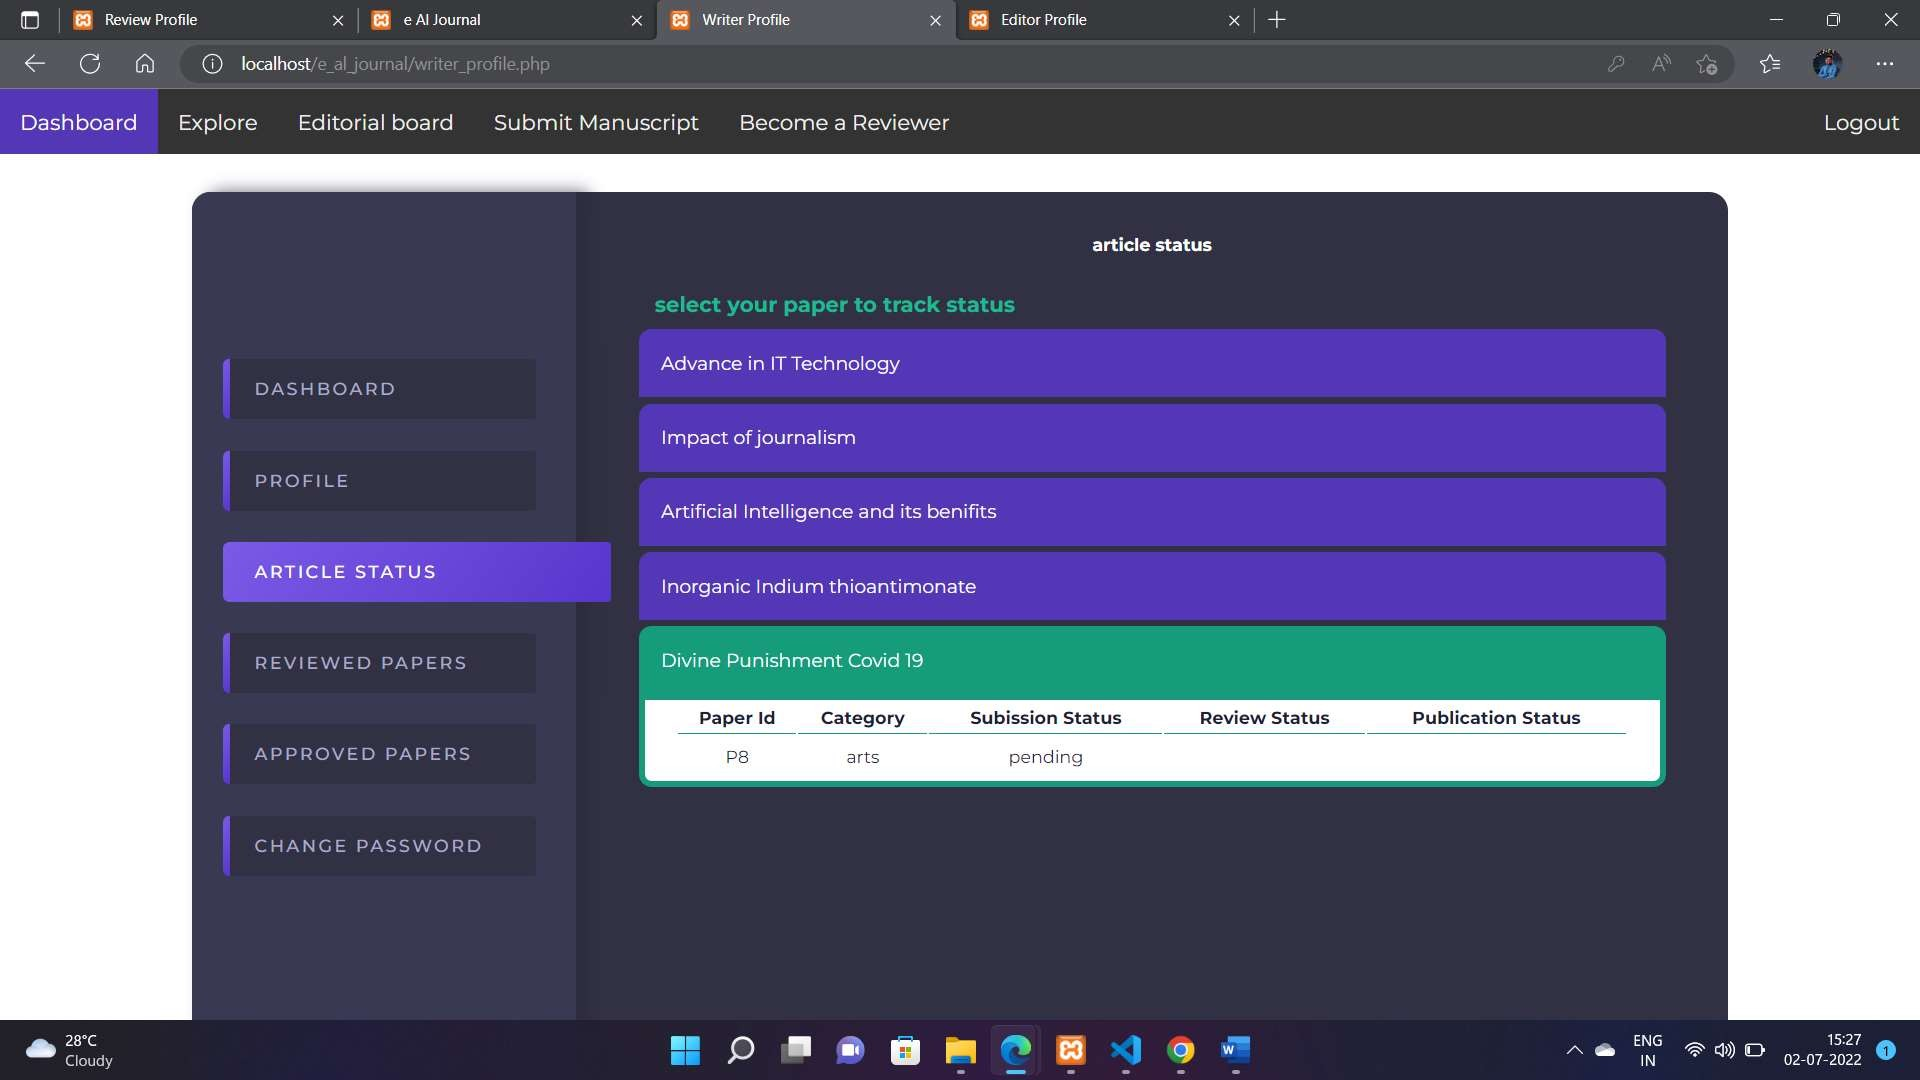 Review Profile
e Al Journal
Writer Profile
Editor Profile
localhost/e_al_journal/writer_profile.php
Dashboard Explore Editorial board Submit Manuscript Become a Reviewer Logout
DASHBOARD
PROFILE
ARTICLE STATUS
REVIEWED PAPERS
APPROVED PAPERS
CHANGE PASSWORD
article status
select your paper to track status
Advance in IT Technology
Impact of journalism
Artificial Intelligence and its benifits
Inorganic Indium thioantimonate
Divine Punishment Covid 19
Paper Id Category Subission Status Review Status Publication Status
P8 arts pending
28°C
Cloudy
ENG
IN
15:27
02-07-2022
1